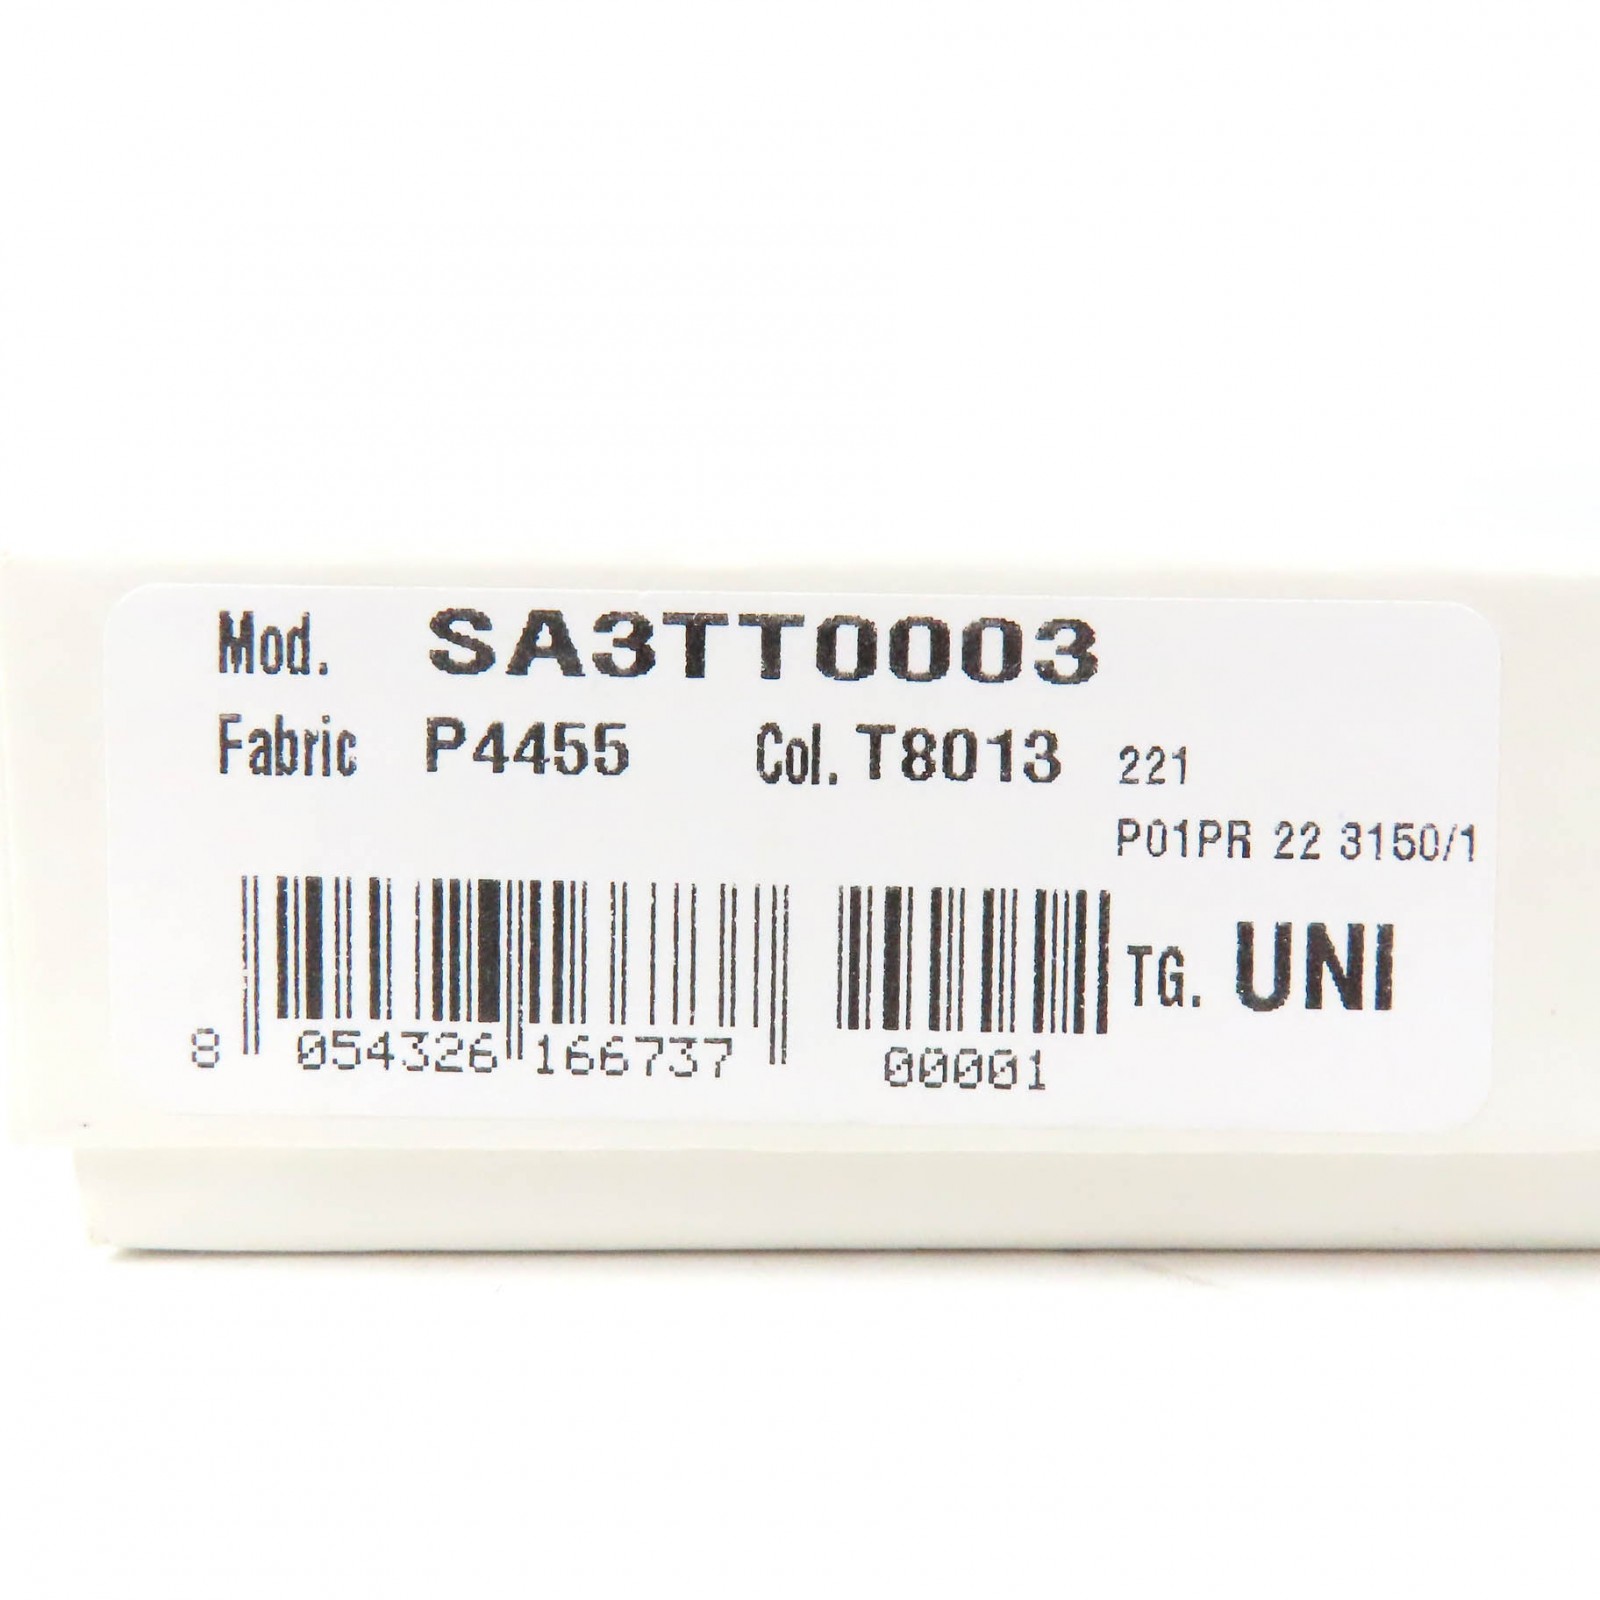 Mod. SA3TT0003
Fabric P4455 Col. T8013 221
P01PR 22 3150/1
TG. UNI
8 054326 166737 00001